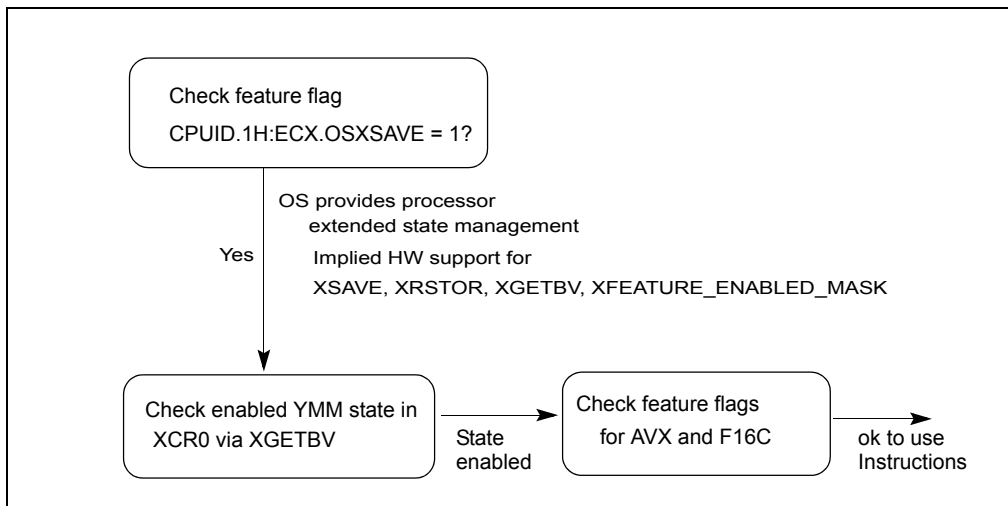 Check feature flag
CPUID.1H:ECX.OSXSAVE = 1?
OS provides processor
extended state management
Yes
Implied HW support for
XSAVE, XRSTOR, XGETBV, XFEATURE_ENABLED_MASK
Check enabled YMM state in
XCR0 via XGETBV
State
enabled
Check feature flags
for AVX and F16C
ok to use
Instructions